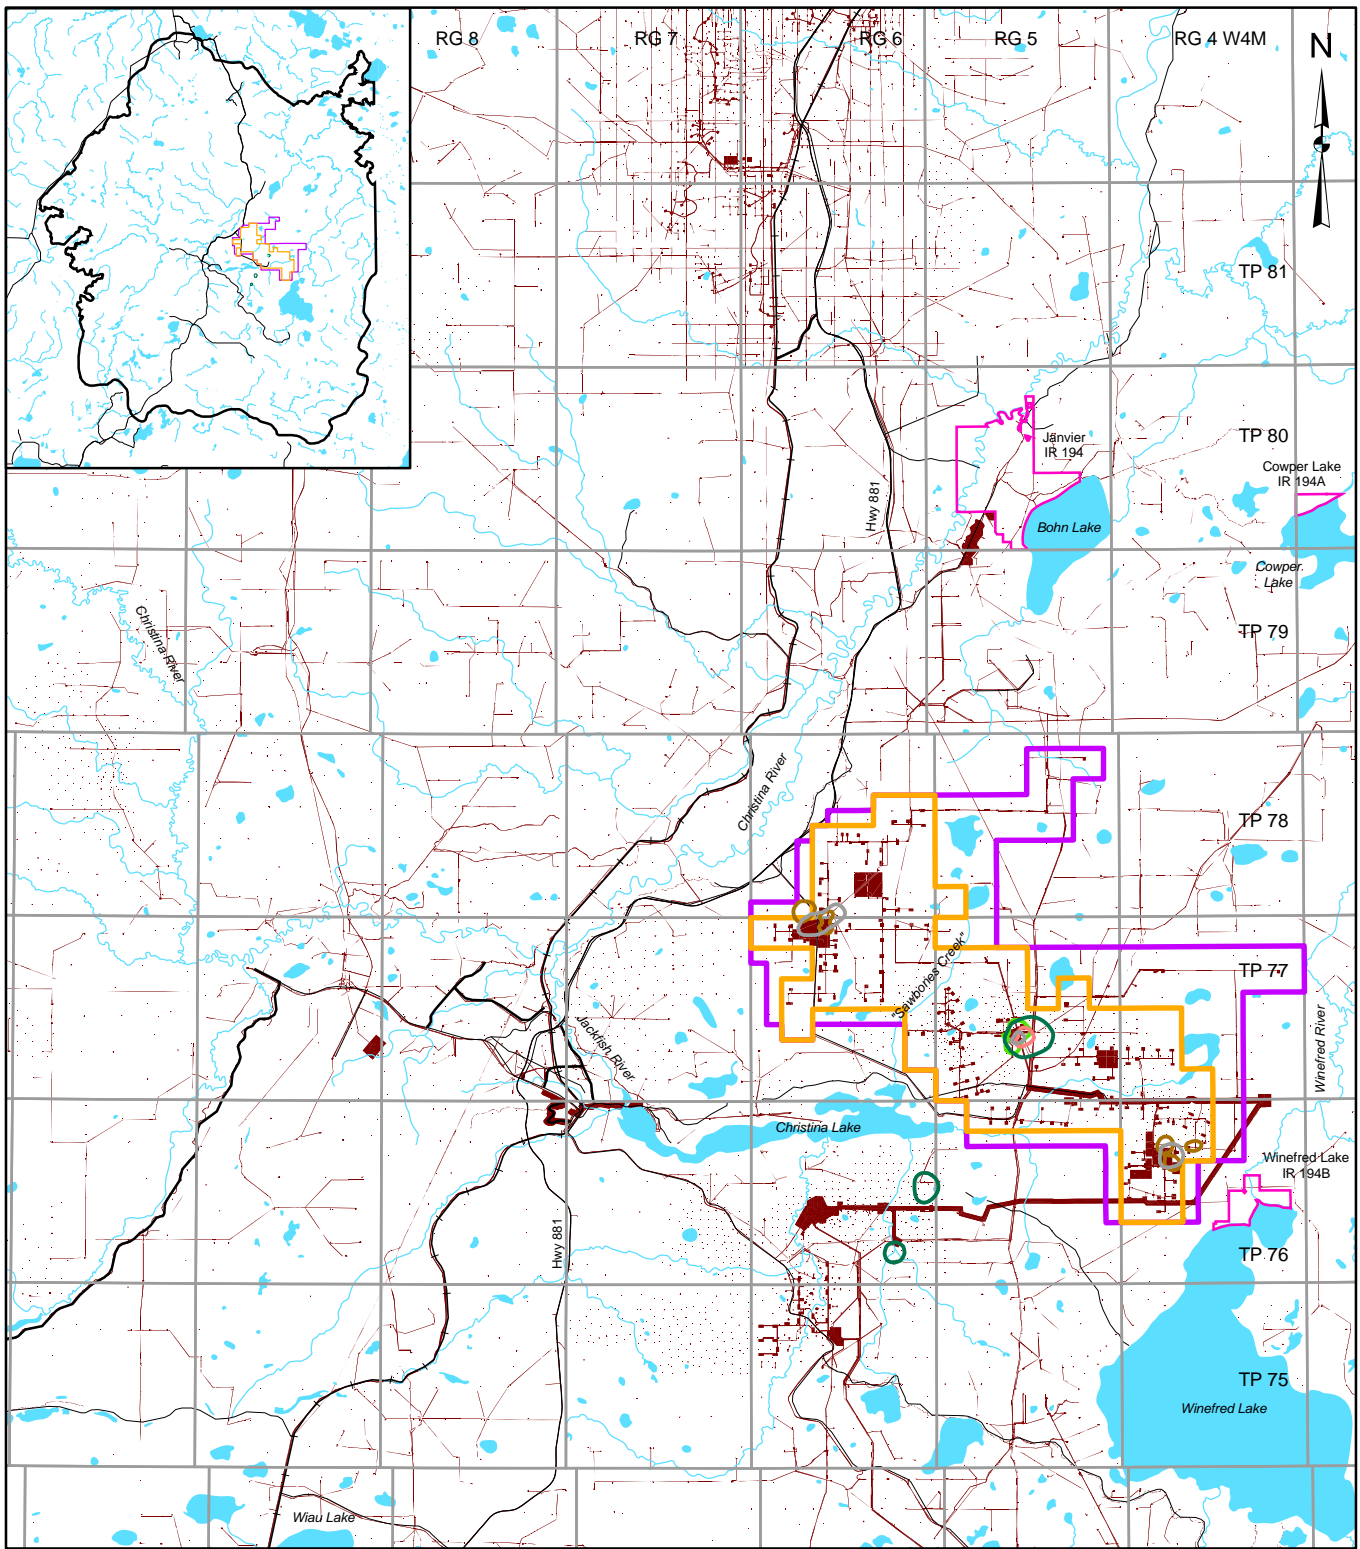 RG 8
RG 7
RG 6
RG 5
RG 4 W4M
N
TP 81
TP 80
Janvier
IR 194
Cowper Lake
IR 194A
Hwy 881
Bohn Lake
Cowper
Lake
Christina River
TP 79
Christina River
TP 78
"Sawbones Creek"
TP 77
Jackfish River
Winefred River
Christina Lake
Winefred Lake
IR 194B
Hwy 881
TP 76
TP 75
Winefred Lake
Wiau Lake